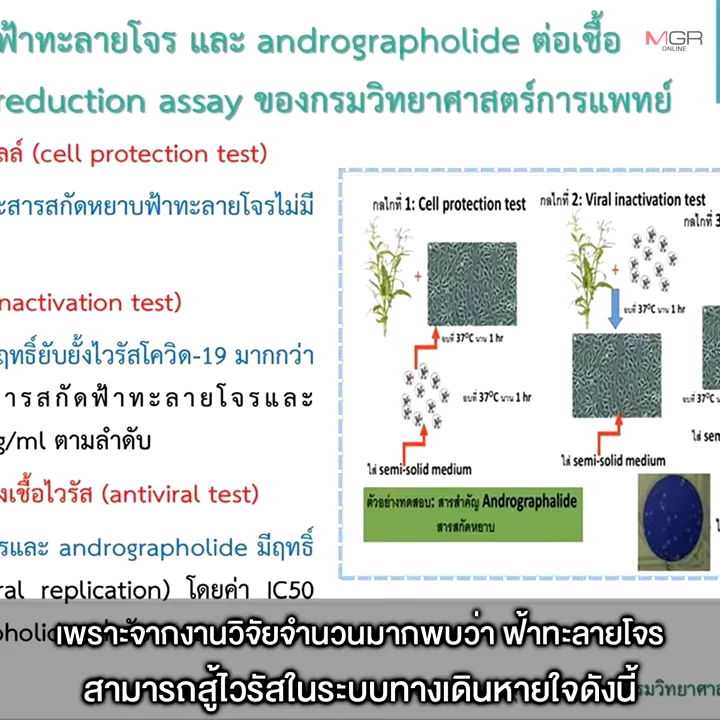 ฟ้าทะลายโจร และ andrographolide ต่อเชื้อ
reduction assay ของกรมวิทยาศาสตร์การแพทย์
MGR
ONLINE
ลล์ (cell protection test)
ะสารสกัดหยาบฟ้าทะลายโจรไม่มี
nactivation test)
ฤทธิ์ยับยั้งไวรัสโควิด-19 มากกว่า
ารสกัดฟ้าทะลายโจรและ
g/ml ตามลำดับ
งเชื้อไวรัส (antiviral test)
รและ andrographolide มีฤทธิ์
ral replication) โดยค่า IC50
pholid
กลไกที่ 1: Cell protection test
กลไกที่ 2: Viral inactivation test
กลไกที่ 3
+
+
อบที่ 37⁰C นาน 1 hr
อบที่ 37⁰C นาน 1 hr
อบที่ 37⁰C นาน 1 hr
อบที่ 37⁰C
ใส่ semi-solid medium
ใส่ semi-solid medium
ใส่ sem
ตัวอย่างทดสอบ: สารสำคัญ Andrographalide
สารสกัดหยาบ
เพราะจากงานวิจัยจำนวนมากพบว่า ฟ้าทะลายโจร
สามารถสู้ไวรัสในระบบทางเดินหายใจดังนี้
รมวิทยาศา